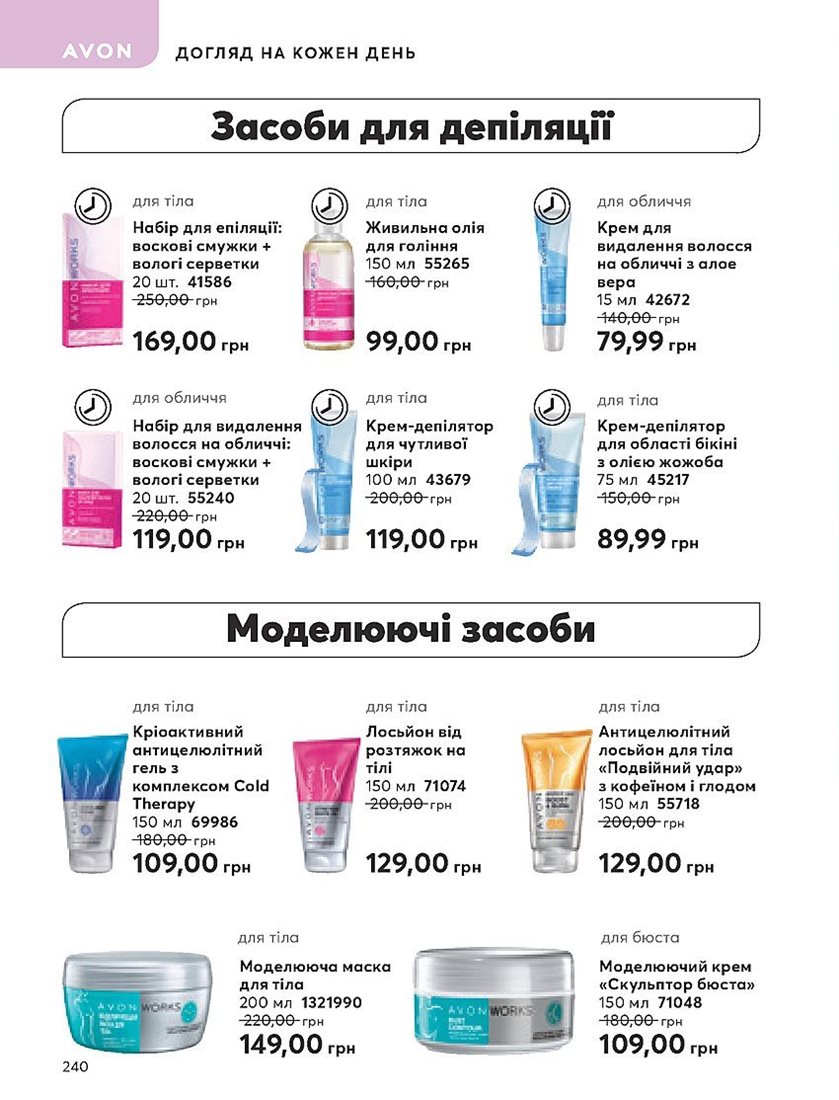 AVON
ДОГЛЯД НА КОЖЕН ДЕНЬ
Засоби для депіляції
для тіла
Набір для епіляції:
воскові смужки +
вологі серветки
20 шт. 41586
250,00 грн
169,00 грн
для тіла
Живильна олія
для гоління
150 мл 55265
160,00 грн
99,00 грн
для обличчя
Крем для
видалення волосся
на обличчі з алое
вера
15 мл 42672
140,00 грн
79,99 грн
для обличчя
Набір для видалення
волосся на обличчі:
воскові смужки +
вологі серветки
20 шт. 55240
220,00 грн
119,00 грн
для тіла
Крем-депілятор
для чутливої
шкіри
100 мл 43679
200,00 грн
119,00 грн
для тіла
Крем-депілятор
для області бікіні
з олією жожоба
75 мл 45217
150,00 грн
89,99 грн
Моделюючі засоби
для тіла
Кріоактивний
антицелюлітний
гель з
комплексом Cold
Therapy
150 мл 69986
180,00 грн
109,00 грн
для тіла
Лосьйон від
розтяжок на
тілі
150 мл 71074
200,00 грн
129,00 грн
для тіла
Антицелюлітний
лосьйон для тіла
«Подвійний удар»
з кофеїном і глодом
150 мл 55718
200,00 грн
129,00 грн
AVON WORKS
для тіла
Моделююча маска
для тіла
200 мл 1321990
220,00 грн
149,00 грн
AVON WORKS
для бюста
Моделюючий крем
«Скульптор бюста»
150 мл 71048
180,00 грн
109,00 грн
240